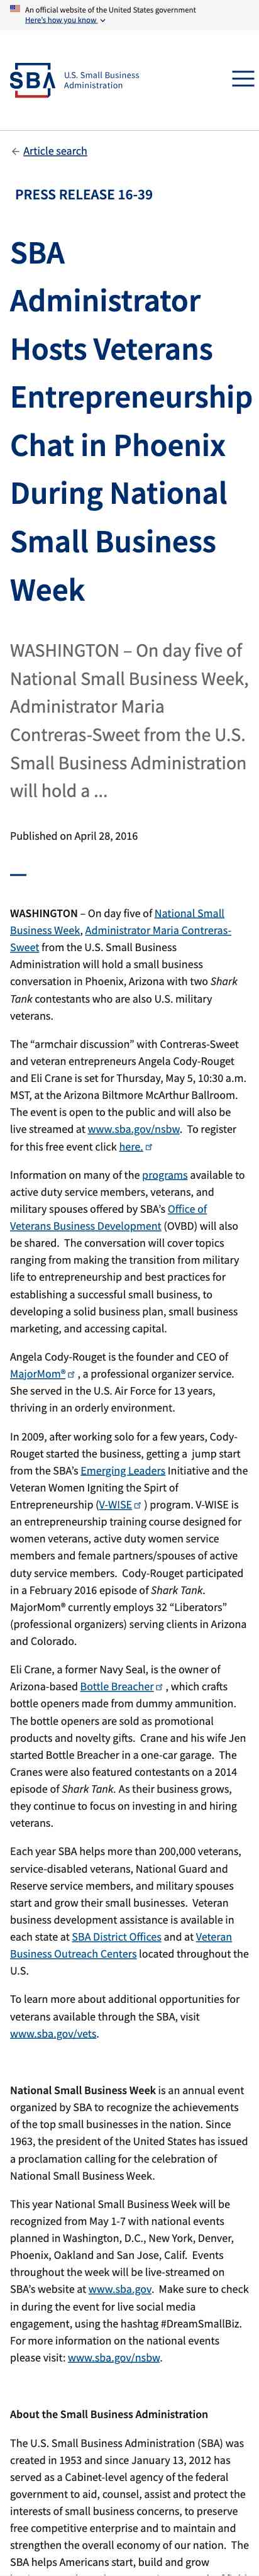 An official website of the United States government
Here's how you know
SBA
U.S. Small Business
Administration
← Article search
PRESS RELEASE 16-39
SBA
Administrator
Hosts Veterans
Entrepreneurship
Chat in Phoenix
During National
Small Business
Week
WASHINGTON – On day five of
National Small Business Week,
Administrator Maria
Contreras-Sweet from the U.S.
Small Business Administration
will hold a ...
Published on April 28, 2016
WASHINGTON – On day five of National Small
Business Week, Administrator Maria Contreras-
Sweet from the U.S. Small Business
Administration will hold a small business
conversation in Phoenix, Arizona with two Shark
Tank contestants who are also U.S. military
veterans.
The “armchair discussion” with Contreras-Sweet
and veteran entrepreneurs Angela Cody-Rouget
and Eli Crane is set for Thursday, May 5, 10:30 a.m.
MST, at the Arizona Biltmore McArthur Ballroom.
The event is open to the public and will also be
live streamed at www.sba.gov/nsbw. To register
for this free event click here.
Information on many of the programs available to
active duty service members, veterans, and
military spouses offered by SBA’s Office of
Veterans Business Development (OVBD) will also
be shared. The conversation will cover topics
ranging from making the transition from military
life to entrepreneurship and best practices for
establishing a successful small business, to
developing a solid business plan, small business
marketing, and accessing capital.
Angela Cody-Rouget is the founder and CEO of
MajorMom® , a professional organizer service.
She served in the U.S. Air Force for 13 years,
thriving in an orderly environment.
In 2009, after working solo for a few years, Cody-
Rouget started the business, getting a jump start
from the SBA’s Emerging Leaders Initiative and the
Veteran Women Igniting the Spirt of
Entrepreneurship (V-WISE ) program. V-WISE is
an entrepreneurship training course designed for
women veterans, active duty women service
members and female partners/spouses of active
duty service members. Cody-Rouget participated
in a February 2016 episode of Shark Tank.
MajorMom® currently employs 32 “Liberators”
(professional organizers) serving clients in Arizona
and Colorado.
Eli Crane, a former Navy Seal, is the owner of
Arizona-based Bottle Breacher , which crafts
bottle openers made from dummy ammunition.
The bottle openers are sold as promotional
products and novelty gifts. Crane and his wife Jen
started Bottle Breacher in a one-car garage. The
Cranes were also featured contestants on a 2014
episode of Shark Tank. As their business grows,
they continue to focus on investing in and hiring
veterans.
Each year SBA helps more than 200,000 veterans,
service-disabled veterans, National Guard and
Reserve service members, and military spouses
start and grow their small businesses. Veteran
business development assistance is available in
each state at SBA District Offices and at Veteran
Business Outreach Centers located throughout the
U.S.
To learn more about additional opportunities for
veterans available through the SBA, visit
www.sba.gov/vets.
National Small Business Week is an annual event
organized by SBA to recognize the achievements
of the top small businesses in the nation. Since
1963, the president of the United States has issued
a proclamation calling for the celebration of
National Small Business Week.
This year National Small Business Week will be
recognized from May 1-7 with national events
planned in Washington, D.C., New York, Denver,
Phoenix, Oakland and San Jose, Calif. Events
throughout the week will be live-streamed on
SBA’s website at www.sba.gov. Make sure to check
in during the event for live social media
engagement, using the hashtag #DreamSmallBiz.
For more information on the national events
please visit: www.sba.gov/nsbw.
About the Small Business Administration
The U.S. Small Business Administration (SBA) was
created in 1953 and since January 13, 2012 has
served as a Cabinet-level agency of the federal
government to aid, counsel, assist and protect the
interests of small business concerns, to preserve
free competitive enterprise and to maintain and
strengthen the overall economy of our nation. The
SBA helps Americans start, build and grow